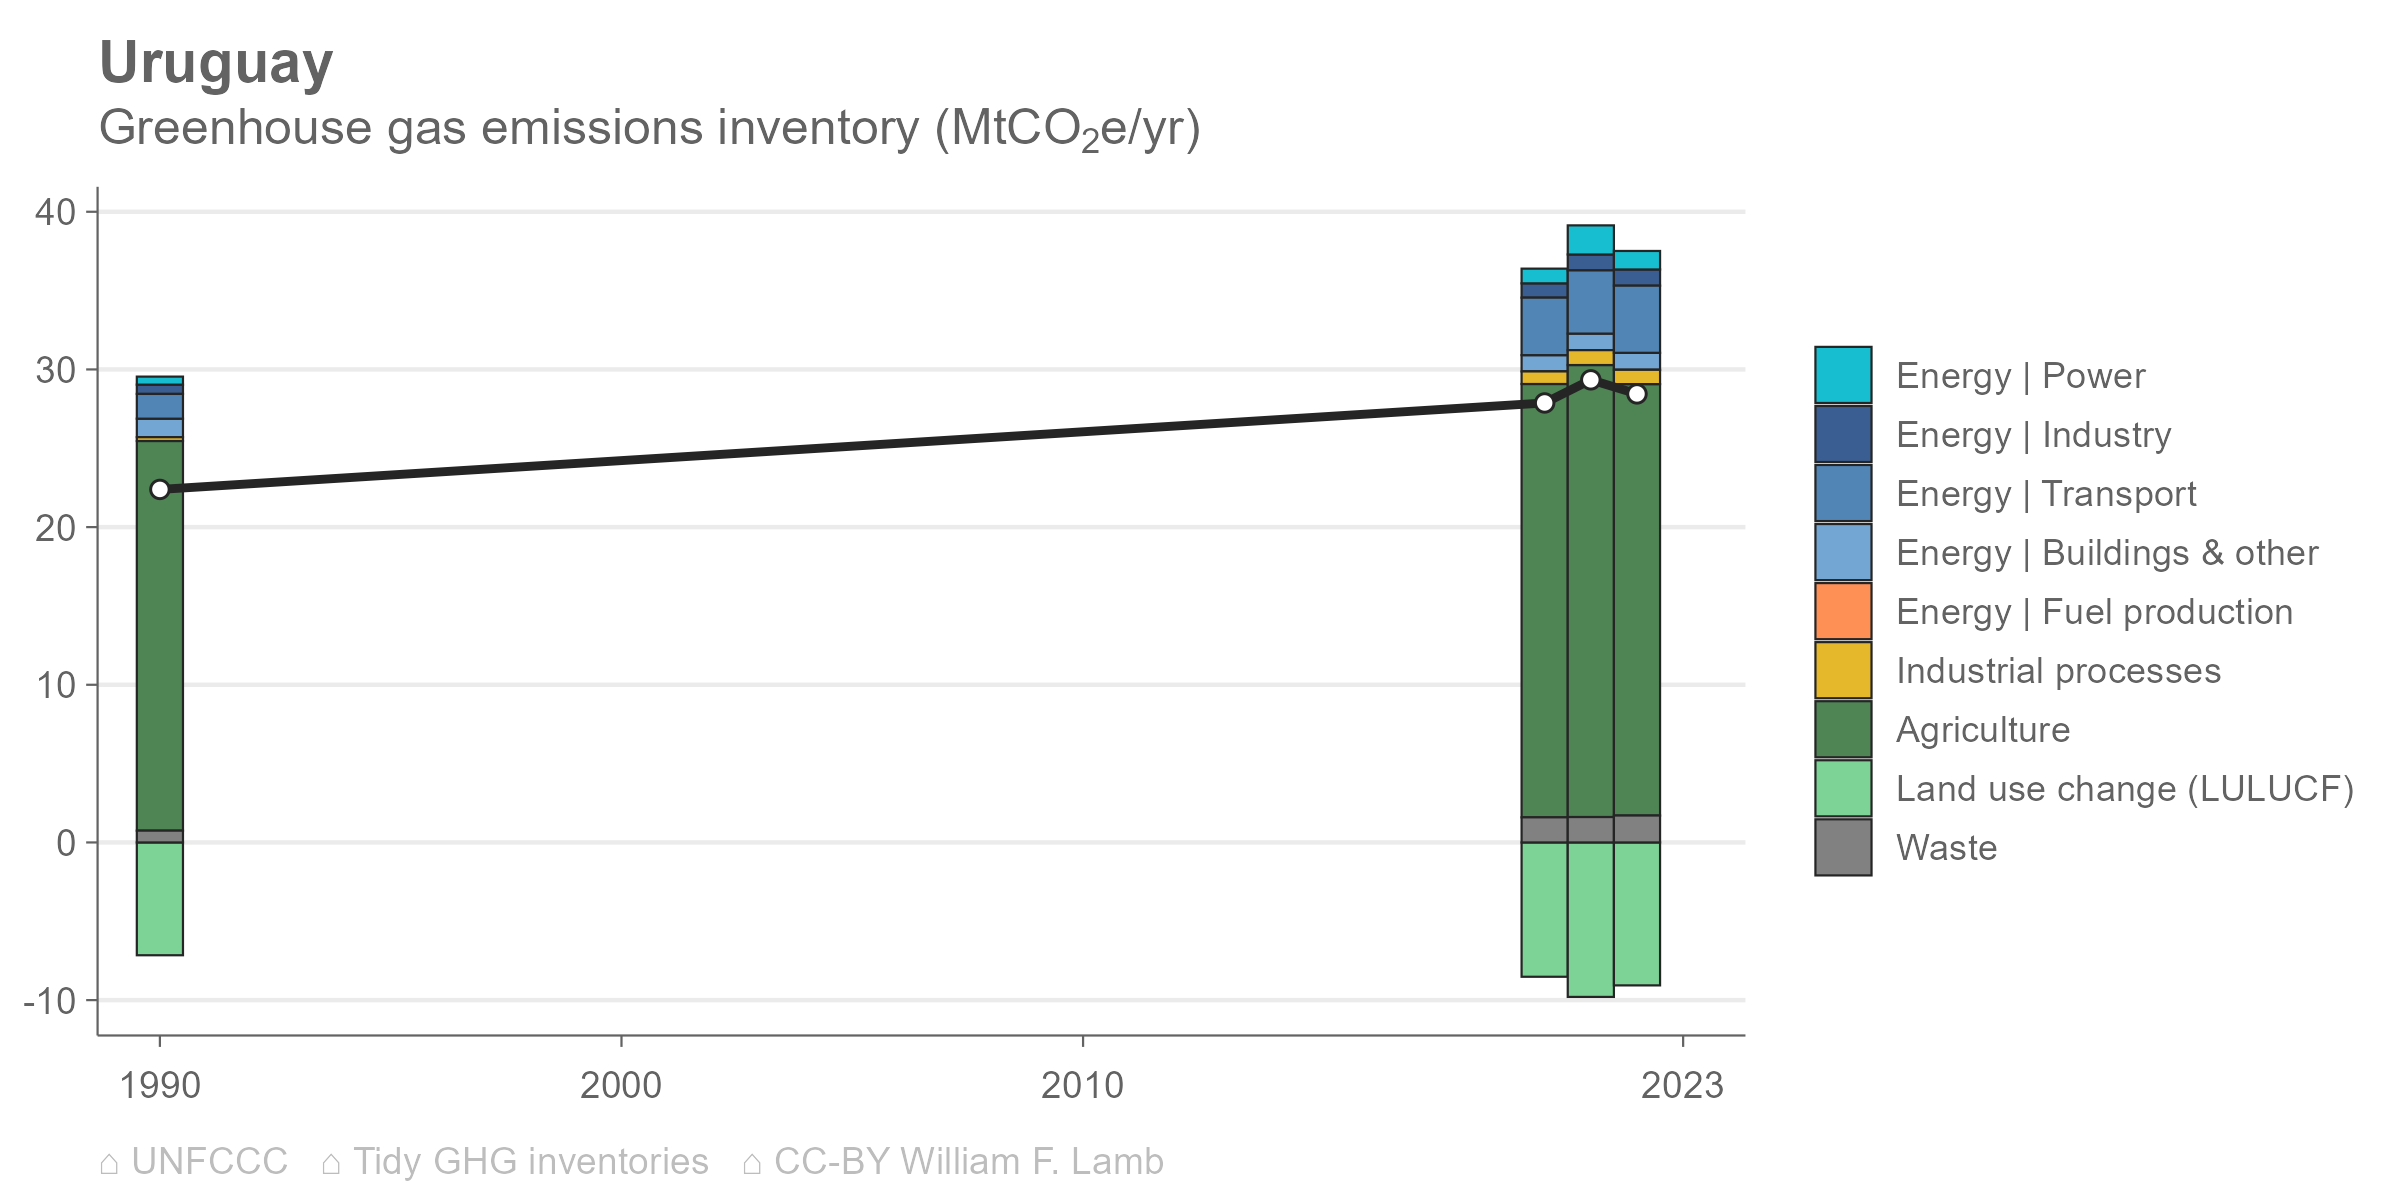 Uruguay
Greenhouse gas emissions inventory (MtCO₂e/yr)
40
30
20
10
0
-10
1990
2000
2010
2023
Energy | Power
Energy | Industry
Energy | Transport
Energy | Buildings & other
Energy | Fuel production
Industrial processes
Agriculture
Land use change (LULUCF)
Waste
⌂ UNFCCC ⌂ Tidy GHG inventories ⌂ CC-BY William F. Lamb